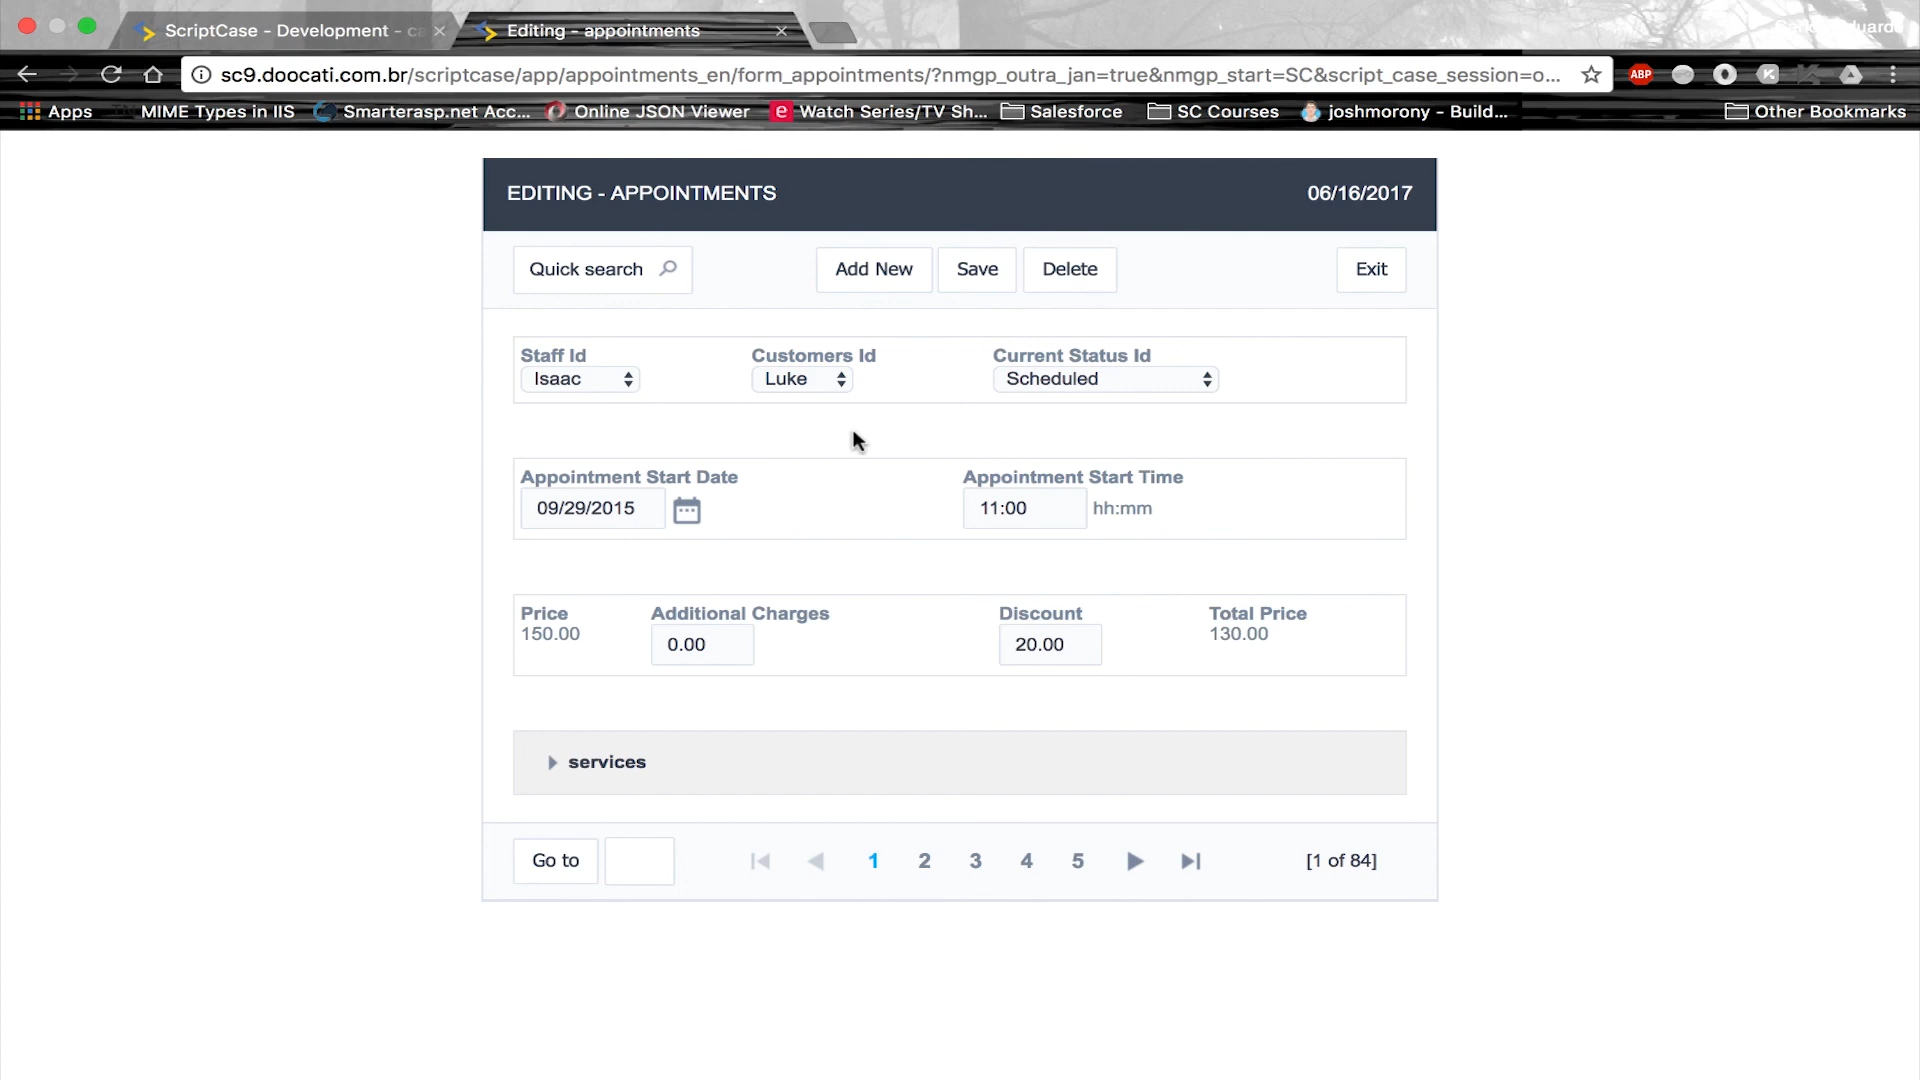 ScriptCase - Development - ca
Editing - appointments
sc9.doocati.com.br/scriptcase/app/appointments_en/form_appointments/?nmgp_outra_jan=true&nmgp_start=SC&script_case_session=o...
ABP
Apps
MIME Types in IIS
Smarterasp.net Acc...
Online JSON Viewer
Watch Series/TV Sh...
Salesforce
SC Courses
joshmorony - Build...
Other Bookmarks
EDITING - APPOINTMENTS 06/16/2017
Quick search Add New Save Delete Exit
Staff Id Customers Id Current Status Id
Isaac Luke Scheduled
Appointment Start Date Appointment Start Time
09/29/2015 11:00 hh:mm
Price Additional Charges Discount Total Price
150.00 0.00 20.00 130.00
services
Go to 1 2 3 4 5 [1 of 84]